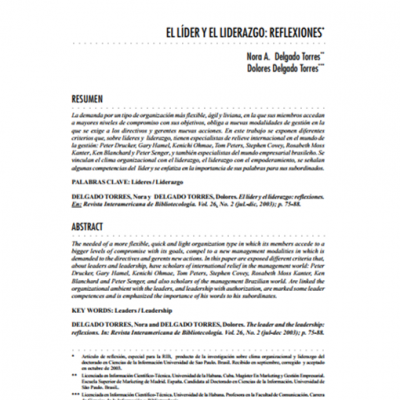 EL LÍDER Y EL LIDERAZGO: REFLEXIONES*
Nora A. Delgado Torres**
Dolores Delgado Torres***
RESUMEN
La demanda por un tipo de organización más flexible, ágil y liviana, en la que sus miembros accedan
a mayores niveles de compromiso con sus objetivos, obliga a nuevas modalidades de gestión en la
que se exige a los directivos y gerentes nuevas acciones. En este trabajo se exponen diferentes
criterios que, sobre líderes y liderazgo, tienen especialistas de relieve internacional en el mundo de
la gestión: Peter Drucker, Gary Hamel, Kenichi Ohmae, Tom Peters, Stephen Covey, Rosabeth Moss
Kanter, Ken Blanchard y Peter Senger, y también especialistas del mundo empresarial brasileño. Se
vinculan el clima organizacional con el liderazgo, el liderazgo con el empoderamiento, se señalan
algunas competencias del líder y se enfatiza en la importancia de sus palabras para sus subordinados.
PALABRAS CLAVE: Líderes / Liderazgo
DELGADO TORRES, Nora y DELGADO TORRES, Dolores. El líder y el liderazgo: reflexiones.
En: Revista Interamericana de Bibliotecología. Vol. 26, No. 2 (jul.-dic, 2003); p. 75-88.
ABSTRACT
The needed of a more flexible, quick and light organization type in which its members accede to a
bigger levels of compromise with its goals, compel to a new management modalities in which is
demanded to the directives and gerents new actions. In this paper are exposed different criteria that,
about leaders and leadership, have scholars of international relief in the management world: Peter
Drucker, Gary Hamel, Kenichi Ohmae, Tom Peters, Stephen Covey, Rosabeth Moss Kanter, Ken
Blanchard and Peter Senger, and also scholars of the management Brazilian world. Are linked the
organizational ambient with the leaders, and leadership with authorization, are marked some leader
competences and is emphasized the importance of his words to his subordinates.
KEY WORDS: Leaders / Leadership
DELGADO TORRES, Nora and DELGADO TORRES, Dolores. The leader and the leadership:
reflexions. In: Revista Interamericana de Bibliotecología. Vol. 26, No. 2 (jul-dec 2003); p. 75-88.
* Artículo de reflexión, especial para la RIB, producto de la investigación sobre clima organizacional y liderazgo del
doctorado en Ciencias de la Información Universidad de Sao Paulo, Brasil. Recibido en septiembre, corregido y aceptado en
octubre de 2003.
** Licenciada en Información Científico-Técnica, Universidad de la Habana. Cuba. Magister En Marketing y Gestión Empresarial,
Escuela Superior de Marketing de Madrid. España. Candidata al Doctorado en Ciencias de la Información, Universidad de
São Paulo. Brasil.
*** Licenciada en Información Científico-Técnica, Universidad de la Habana. Profesora en la Facultad de Comunicación, Carrera